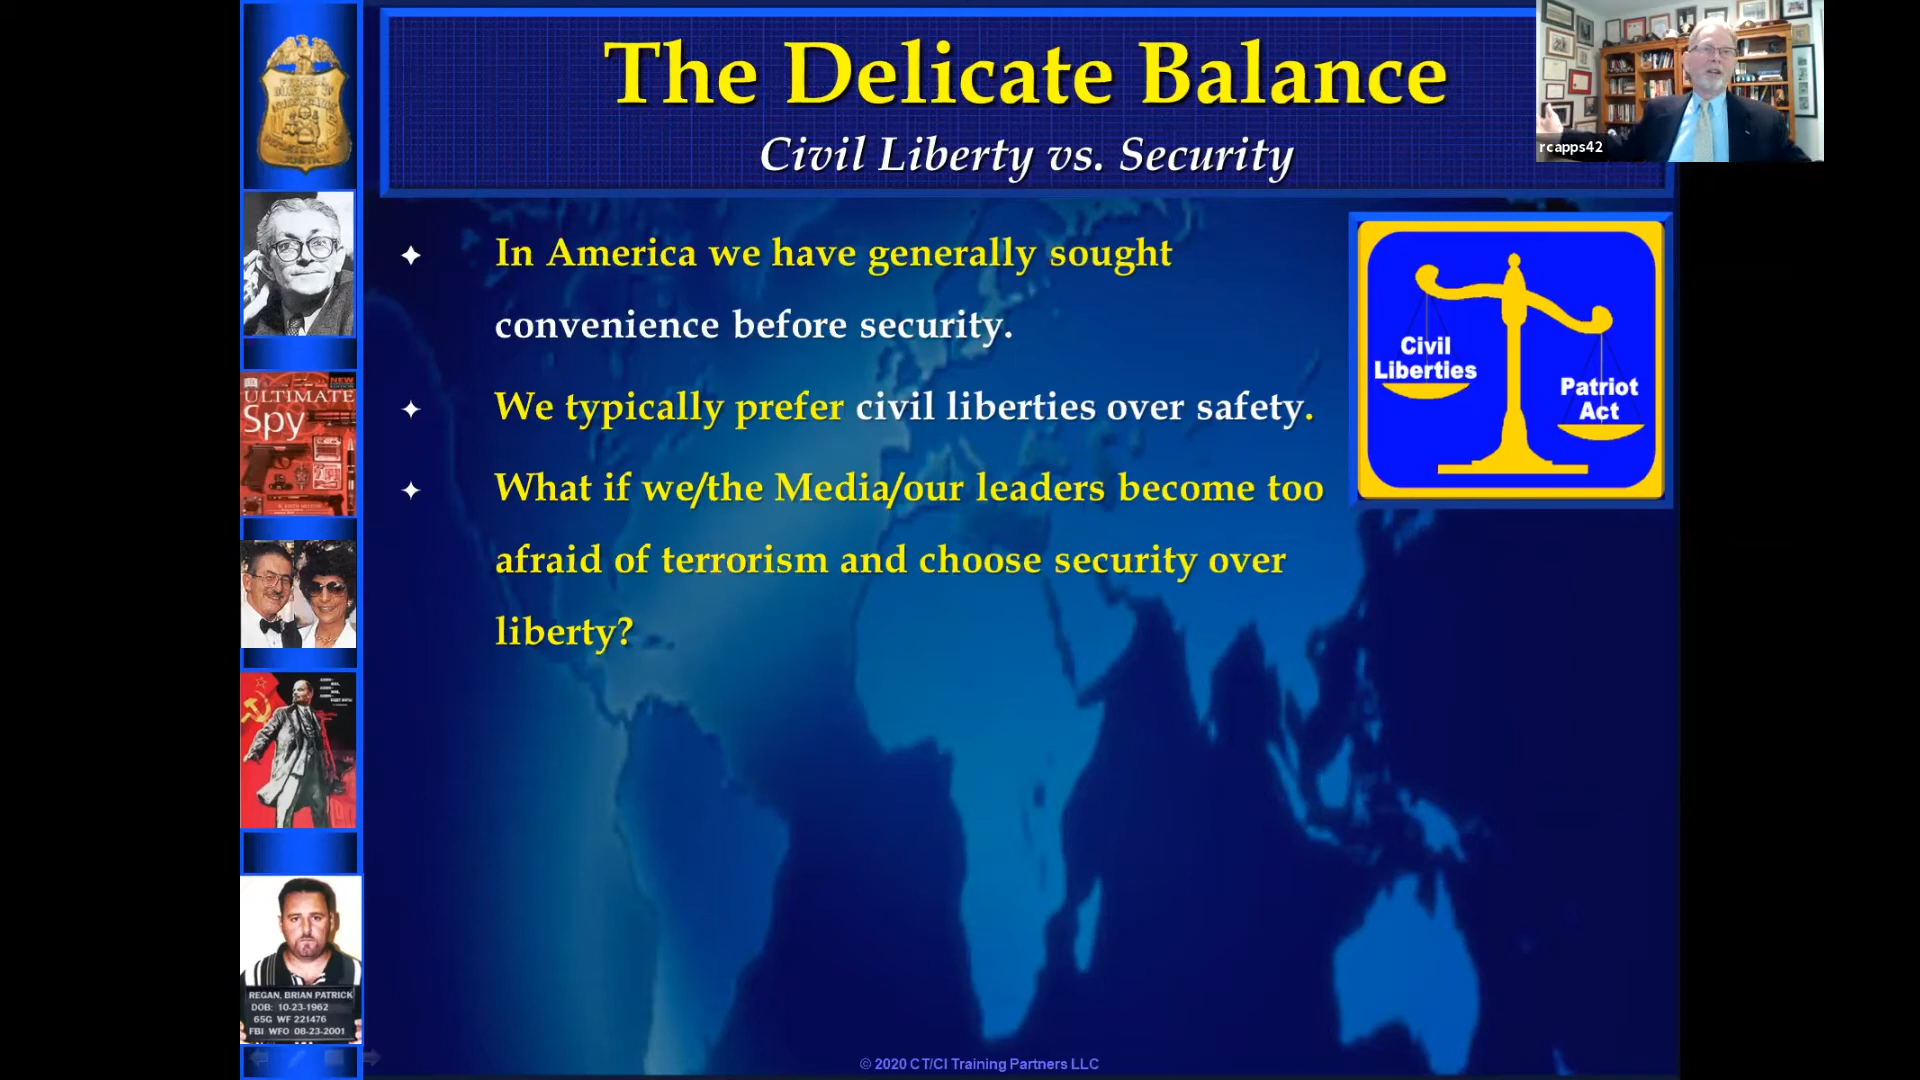 The Delicate Balance
Civil Liberty vs. Security
rcapps42
In America we have generally sought
convenience before security.
We typically prefer civil liberties over safety.
What if we/the Media/our leaders become too
afraid of terrorism and choose security over
liberty?
Civil
Liberties
Patriot
Act
NEW
ULTIMATE
Spy
REGAN, BRIAN PATRICK
DOB: 10-23-1962
65G WF 221476
FBI WFO 08-23-2001
© 2020 CT/CI Training Partners LLC